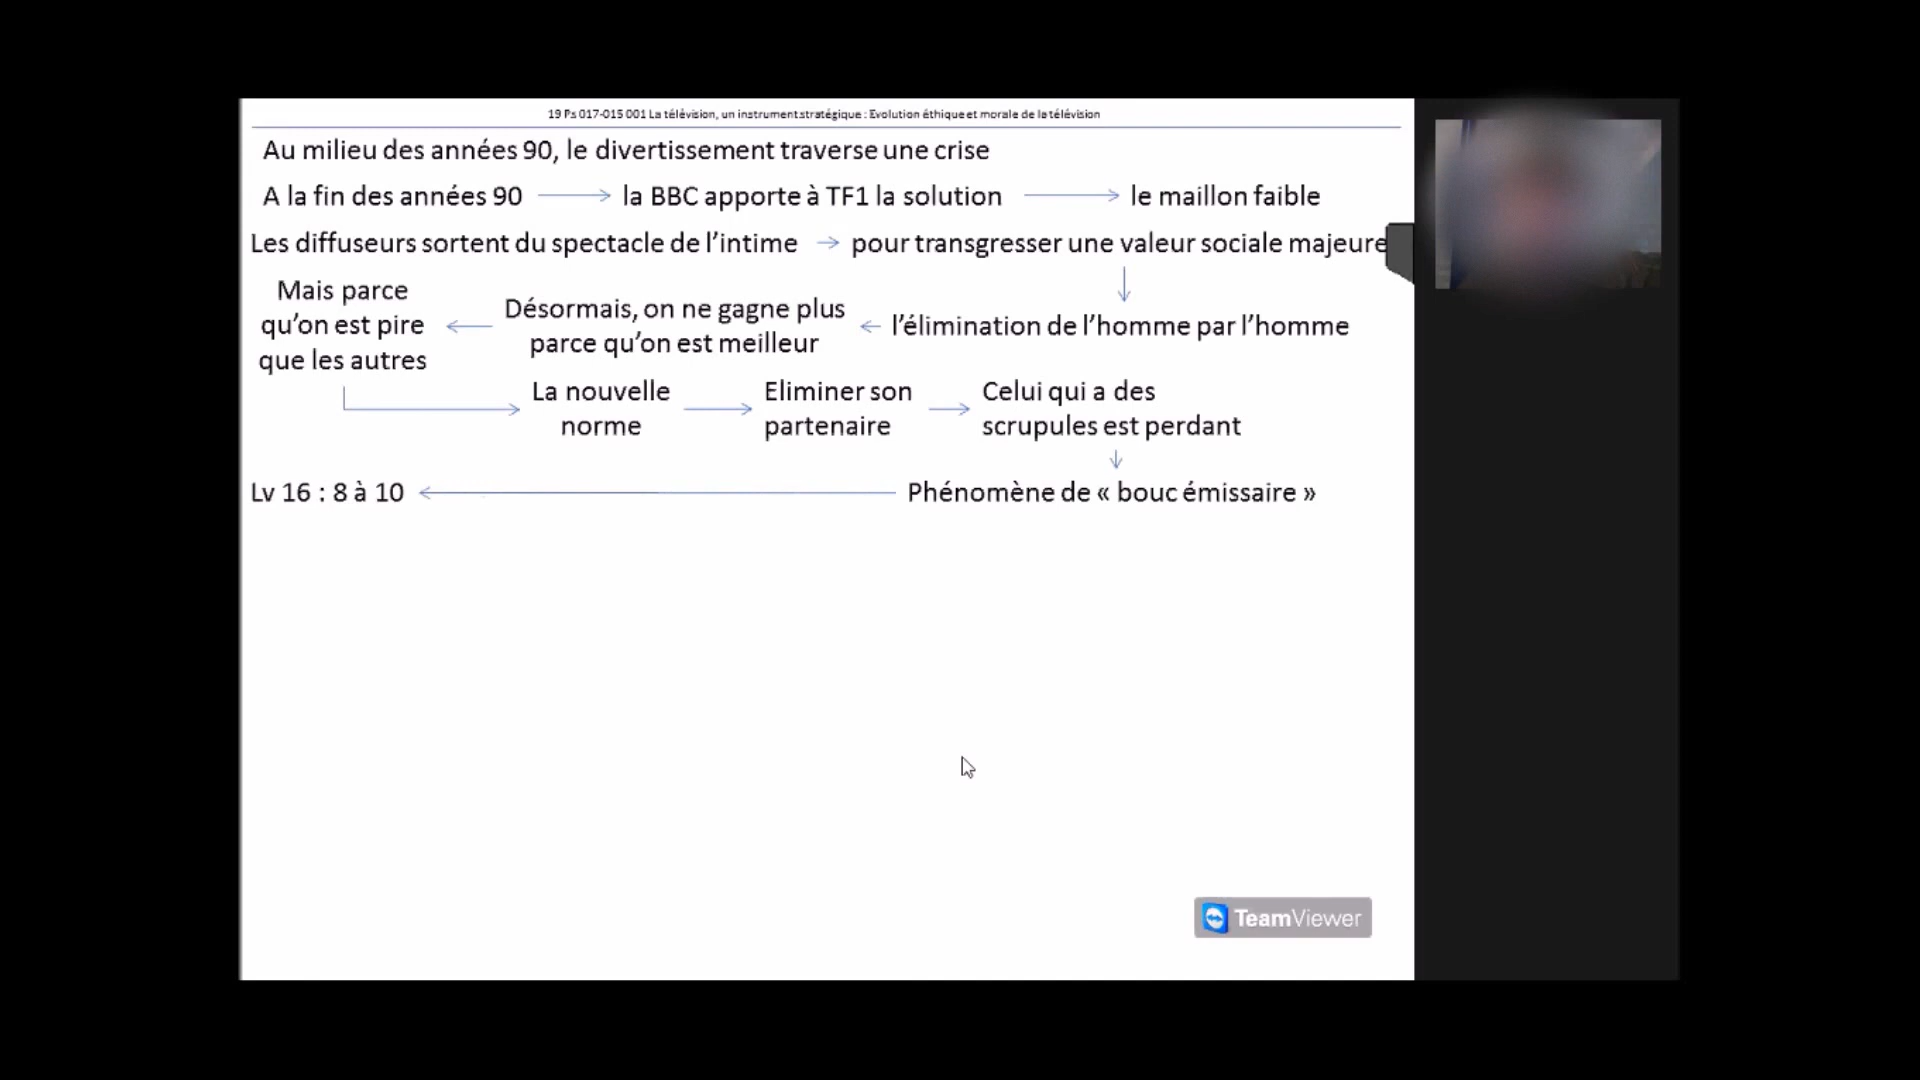 19 Ps 017-015 001 La télévision, un instrument stratégique : Evolution éthique et morale de la télévision
Au milieu des années 90, le divertissement traverse une crise
A la fin des années 90 → la BBC apporte à TF1 la solution → le maillon faible
Les diffuseurs sortent du spectacle de l’intime → pour transgresser une valeur sociale majeure
l’élimination de l’homme par l’homme
Désormais, on ne gagne plus
parce qu’on est meilleur
Mais parce
qu’on est pire
que les autres
La nouvelle
norme
Eliminer son
partenaire
Celui qui a des
scrupules est perdant
Phénomène de « bouc émissaire »
Lv 16 : 8 à 10
TeamViewer